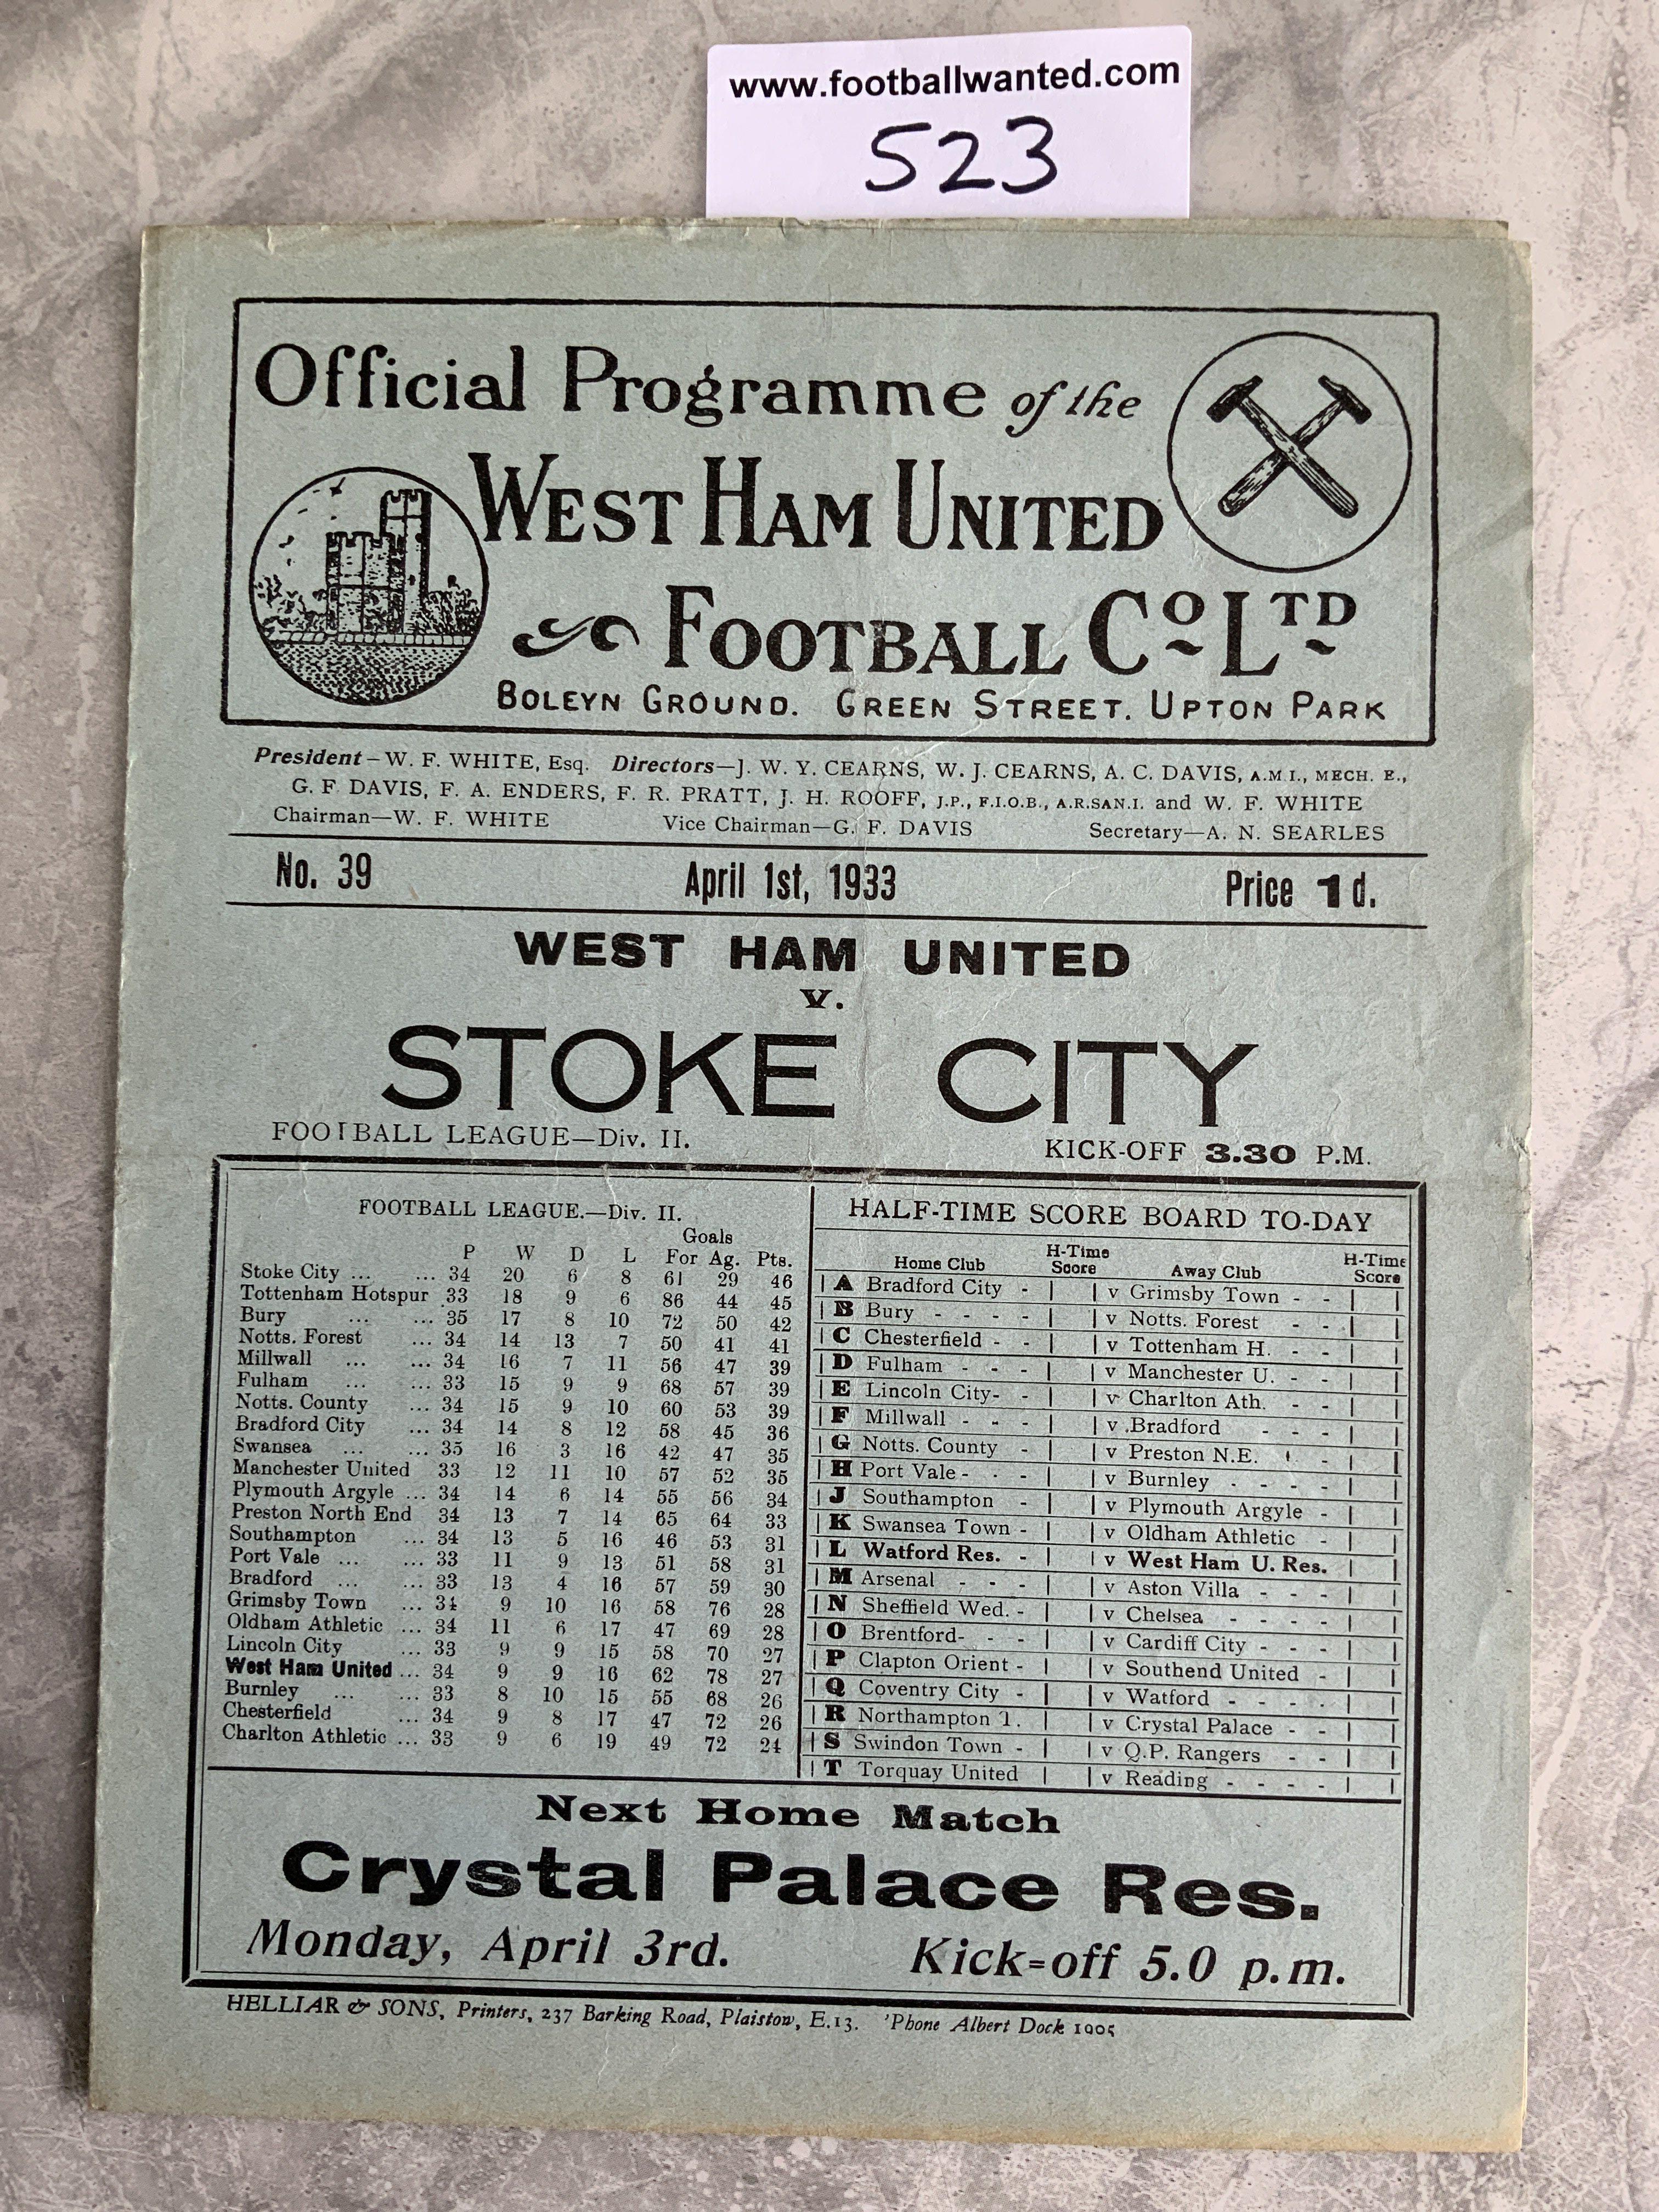 www.footballwanted.com
523
Official Programme of the
WEST HAM UNITED
FOOTBALL Co LTD
BOLEYN GROUND. GREEN STREET. UPTON PARK
President – W. F. WHITE, Esq. Directors—J. W. Y. CEARNS, W. J. CEARNS, A. C. DAVIS, A.M.I., MECH. E.,
G. F. DAVIS, F. A. ENDERS, F. R. PRATT, J. H. ROOFF, J.P., F.I.O.B., A.R.SAN.I. and W. F. WHITE
Chairman—W. F. WHITE Vice Chairman—G. F. DAVIS Secretary—A. N. SEARLES
No. 39 April 1st, 1933 Price 1d.
WEST HAM UNITED
v.
STOKE CITY
FOOTBALL LEAGUE—Div. II. KICK-OFF 3.30 P.M.
FOOTBALL LEAGUE.—Div. II.
Goals
P W D L For Ag. Pts.
Stoke City ... ... 34 20 6 8 61 29 46
Tottenham Hotspur 33 18 9 6 86 44 45
Bury ... ... 35 17 8 10 72 50 42
Notts. Forest ... 34 14 13 7 50 41 41
Millwall ... ... 34 16 7 11 56 47 39
Fulham ... ... 33 15 9 9 68 57 39
Notts. County ... 34 15 9 10 60 53 39
Bradford City ... 34 14 8 12 58 45 36
Swansea ... ... 35 16 3 16 42 47 35
Manchester United 33 12 11 10 57 52 35
Plymouth Argyle ... 34 14 6 14 55 56 34
Preston North End 34 13 7 14 65 64 33
Southampton ... 34 13 5 16 46 53 31
Port Vale ... ... 33 11 9 13 51 58 31
Bradford ... ... 33 13 4 16 57 59 30
Grimsby Town ... 34 9 10 16 58 76 28
Oldham Athletic ... 34 11 6 17 47 69 28
Lincoln City ... 33 9 9 15 58 70 27
West Ham United ... 34 9 9 16 62 78 27
Burnley ... ... 33 8 10 15 55 68 26
Chesterfield ... 34 9 8 17 47 72 26
Charlton Athletic ... 33 9 6 19 49 72 24
HALF-TIME SCORE BOARD TO-DAY
Home Club H-Time Score Away Club H-Time Score
A Bradford City - v Grimsby Town - -
B Bury - - - - v Notts. Forest - -
C Chesterfield - - v Tottenham H. - -
D Fulham - - - v Manchester U. - -
E Lincoln City- - v Charlton Ath. - -
F Millwall - - - v Bradford - - -
G Notts. County - v Preston N.E. -
H Port Vale - - - v Burnley - - - -
J Southampton - v Plymouth Argyle -
K Swansea Town - v Oldham Athletic -
L Watford Res. - v West Ham U. Res.
M Arsenal - - - v Aston Villa - - -
N Sheffield Wed. - v Chelsea - - - -
O Brentford- - - v Cardiff City - - -
P Clapton Orient - v Southend United -
Q Coventry City - v Watford - - - -
R Northampton T. v Crystal Palace - -
S Swindon Town - v Q.P. Rangers - -
T Torquay United v Reading - - - -
Next Home Match
Crystal Palace Res.
Monday, April 3rd. Kick=off 5.0 p.m.
HELLIAR & SONS, Printers, 237 Barking Road, Plaistow, E.13. 'Phone Albert Dock 1905